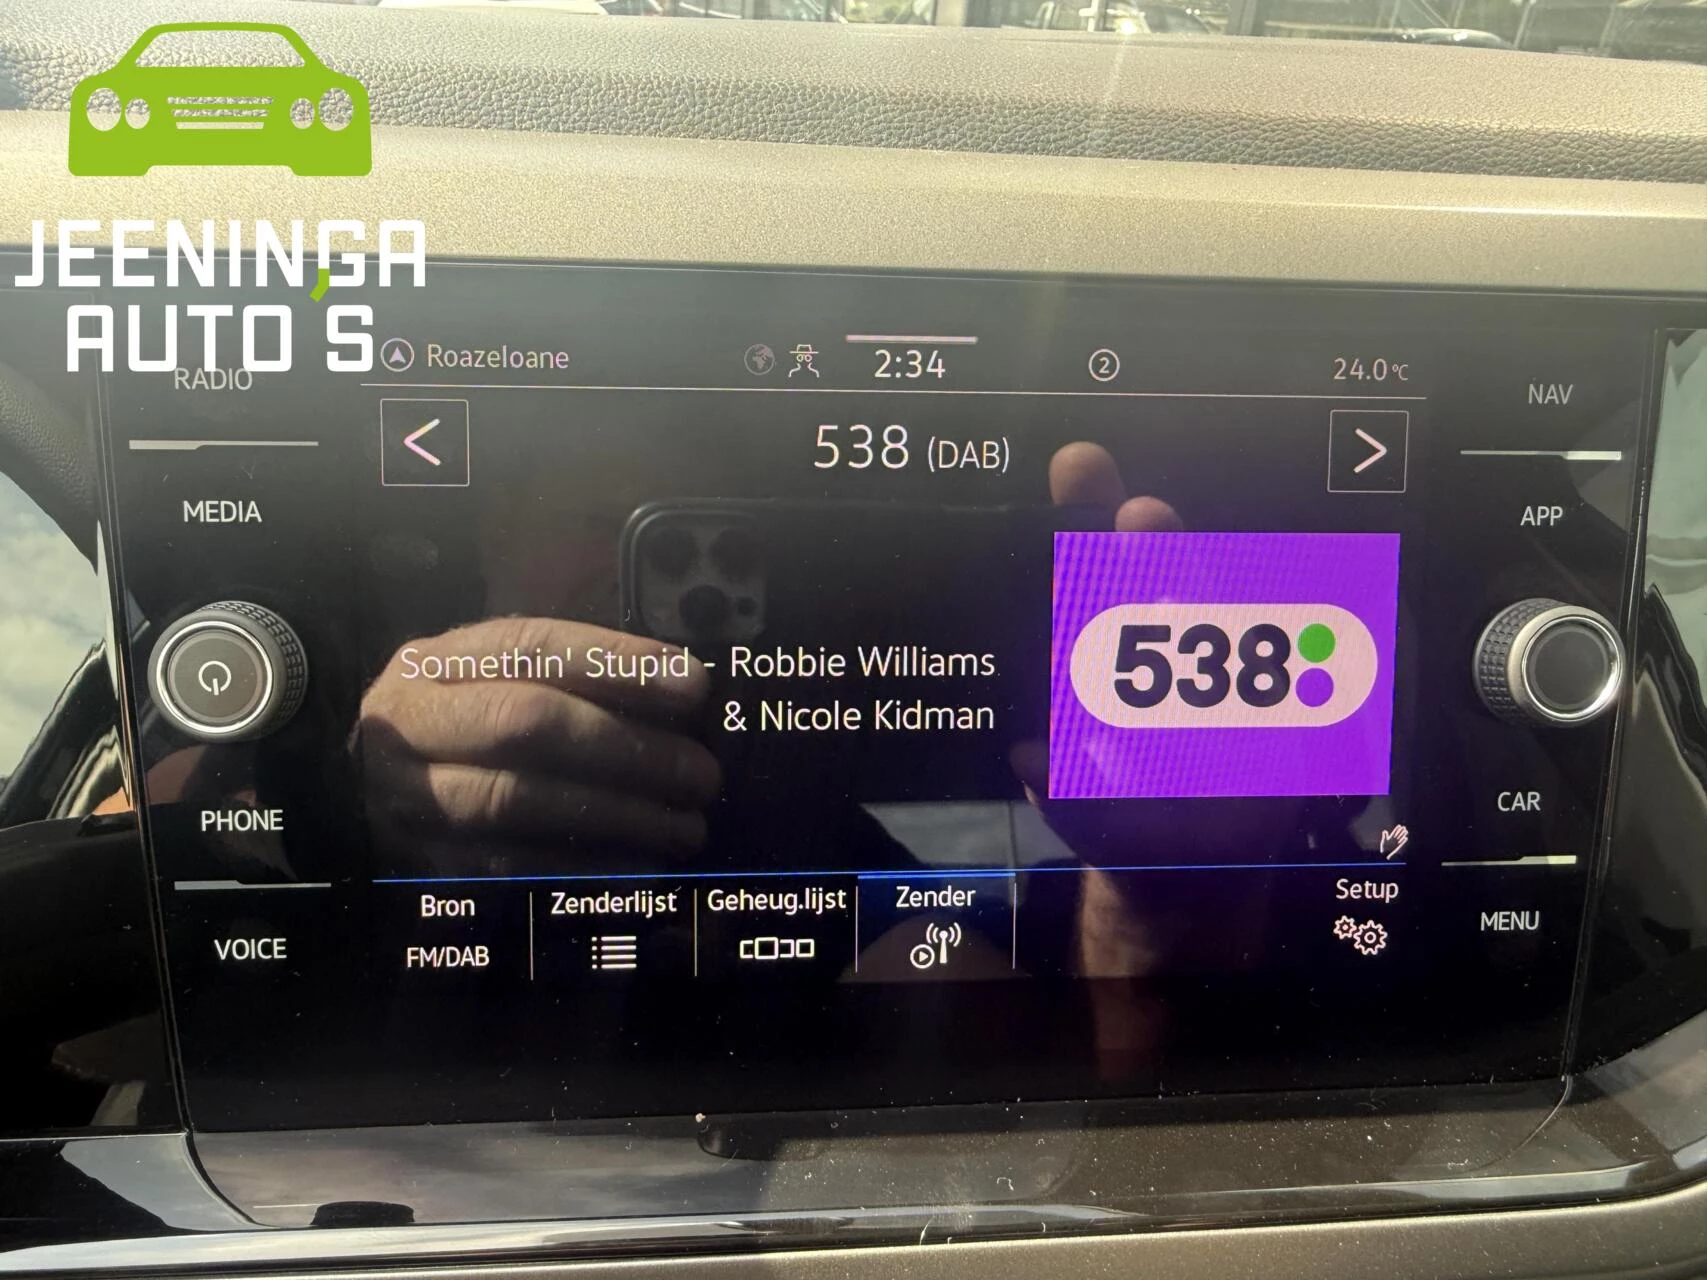 JEENINGA
AUTO'S
Roazeloane
2:34
2
24.0°C
RADIO
NAV
538 (DAB)
MEDIA
APP
538
Somethin' Stupid - Robbie Williams
& Nicole Kidman
PHONE
CAR
Bron
Zenderlijst
Geheug.lijst
Zender
Setup
FM/DAB
VOICE
MENU